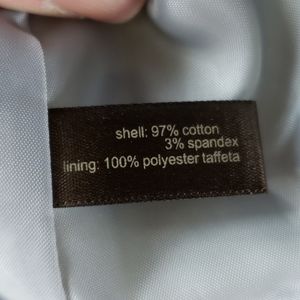 shell: 97% cotton
3% spandex
lining: 100% polyester taffeta